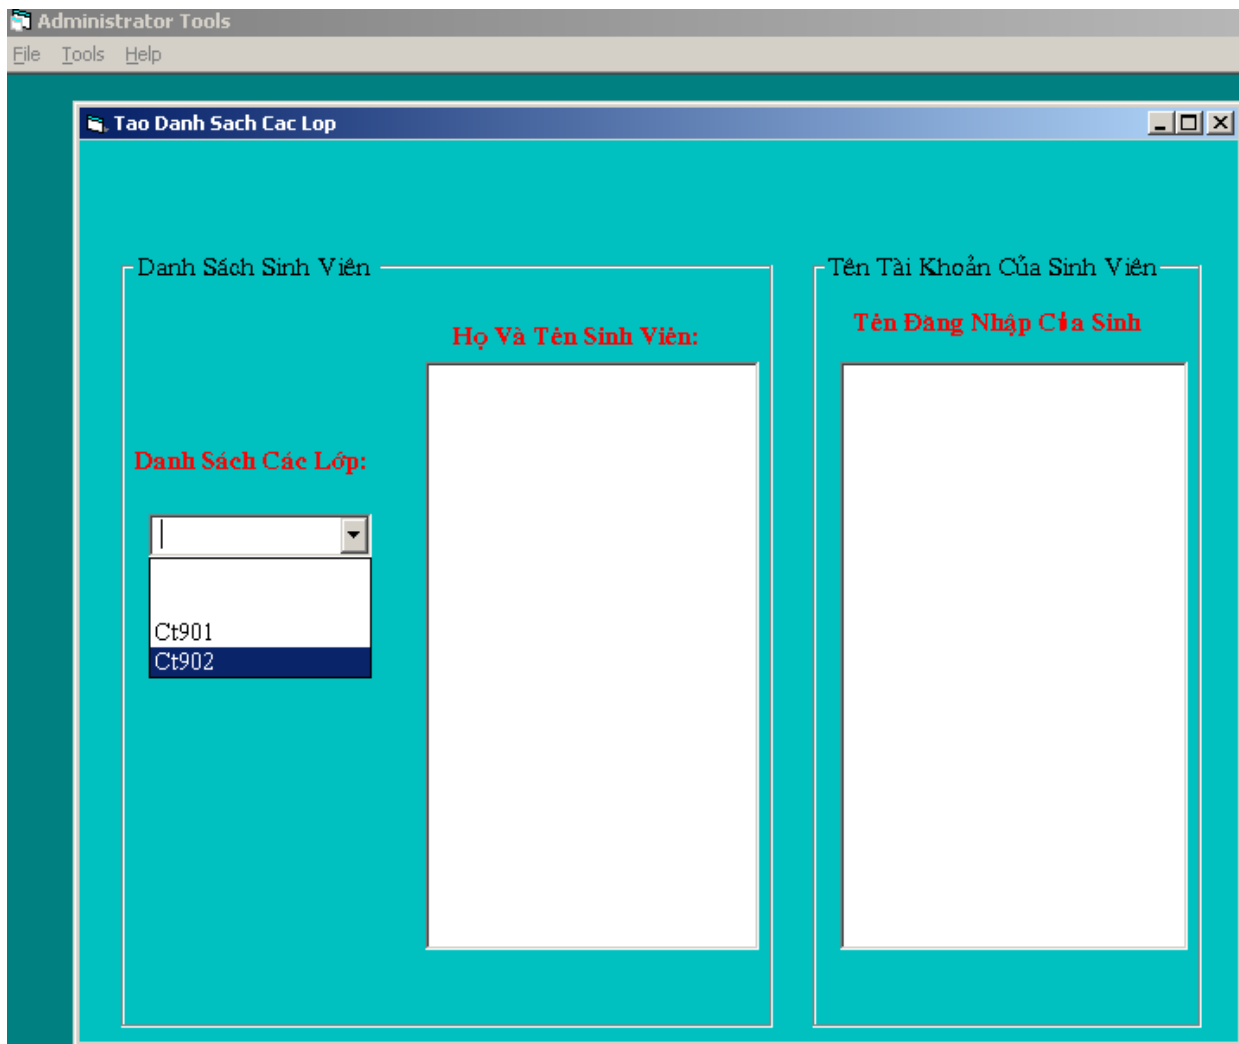 Administrator Tools
File Tools Help
Tao Danh Sach Cac Lop
Danh Sách Sinh Viên
Họ Và Tên Sinh Viên:
Danh Sách Các Lớp:
Ct901
Ct902
Tên Tài Khoản Của Sinh Viên
Tên Đăng Nhập Của Sinh